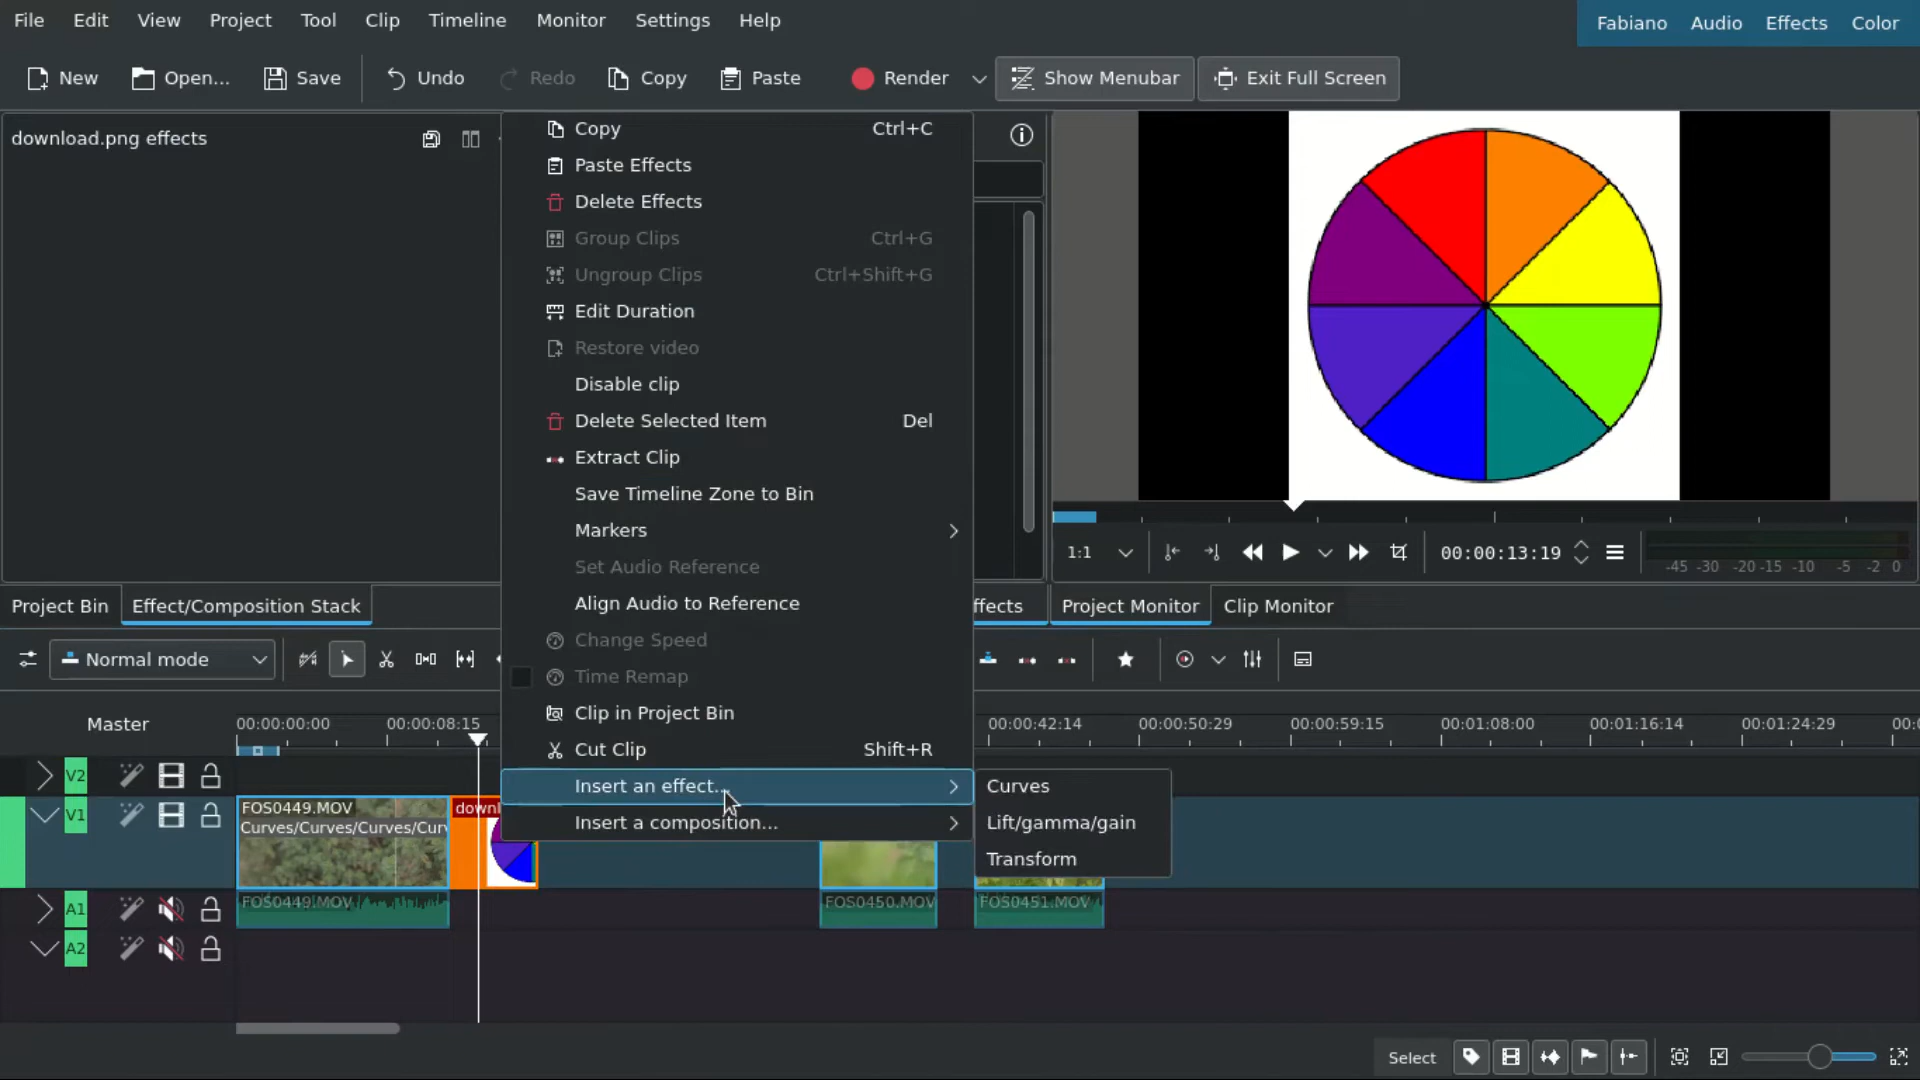 File Edit View Project Tool Clip Timeline Monitor Settings Help
Fabiano Audio Effects Color
New Open... Save Undo Redo Copy Paste Render Show Menubar Exit Full Screen
download.png effects
Copy Ctrl+C
Paste Effects
Delete Effects
Group Clips Ctrl+G
Ungroup Clips Ctrl+Shift+G
Edit Duration
Restore video
Disable clip
Delete Selected Item Del
Extract Clip
Save Timeline Zone to Bin
Markers
Set Audio Reference
Align Audio to Reference
Change Speed
Time Remap
Clip in Project Bin
Cut Clip Shift+R
Insert an effect...
Insert a composition...
Curves
Lift/gamma/gain
Transform
1:1 00:00:13:19
-45 -30 -20 -15 -10 -5 -2 0
Project Bin Effect/Composition Stack
ffects
Project Monitor Clip Monitor
Normal mode
Master
00:00:00:00 00:00:08:15 00:00:42:14 00:00:50:29 00:00:59:15 00:01:08:00 00:01:16:14 00:01:24:29 00:0
V2
V1
FOS0449.MOV
Curves/Curves/Curves/Cur
downl
A1
FOS0449.MOV
FOS0450.MOV
FOS0451.MOV
A2
Select